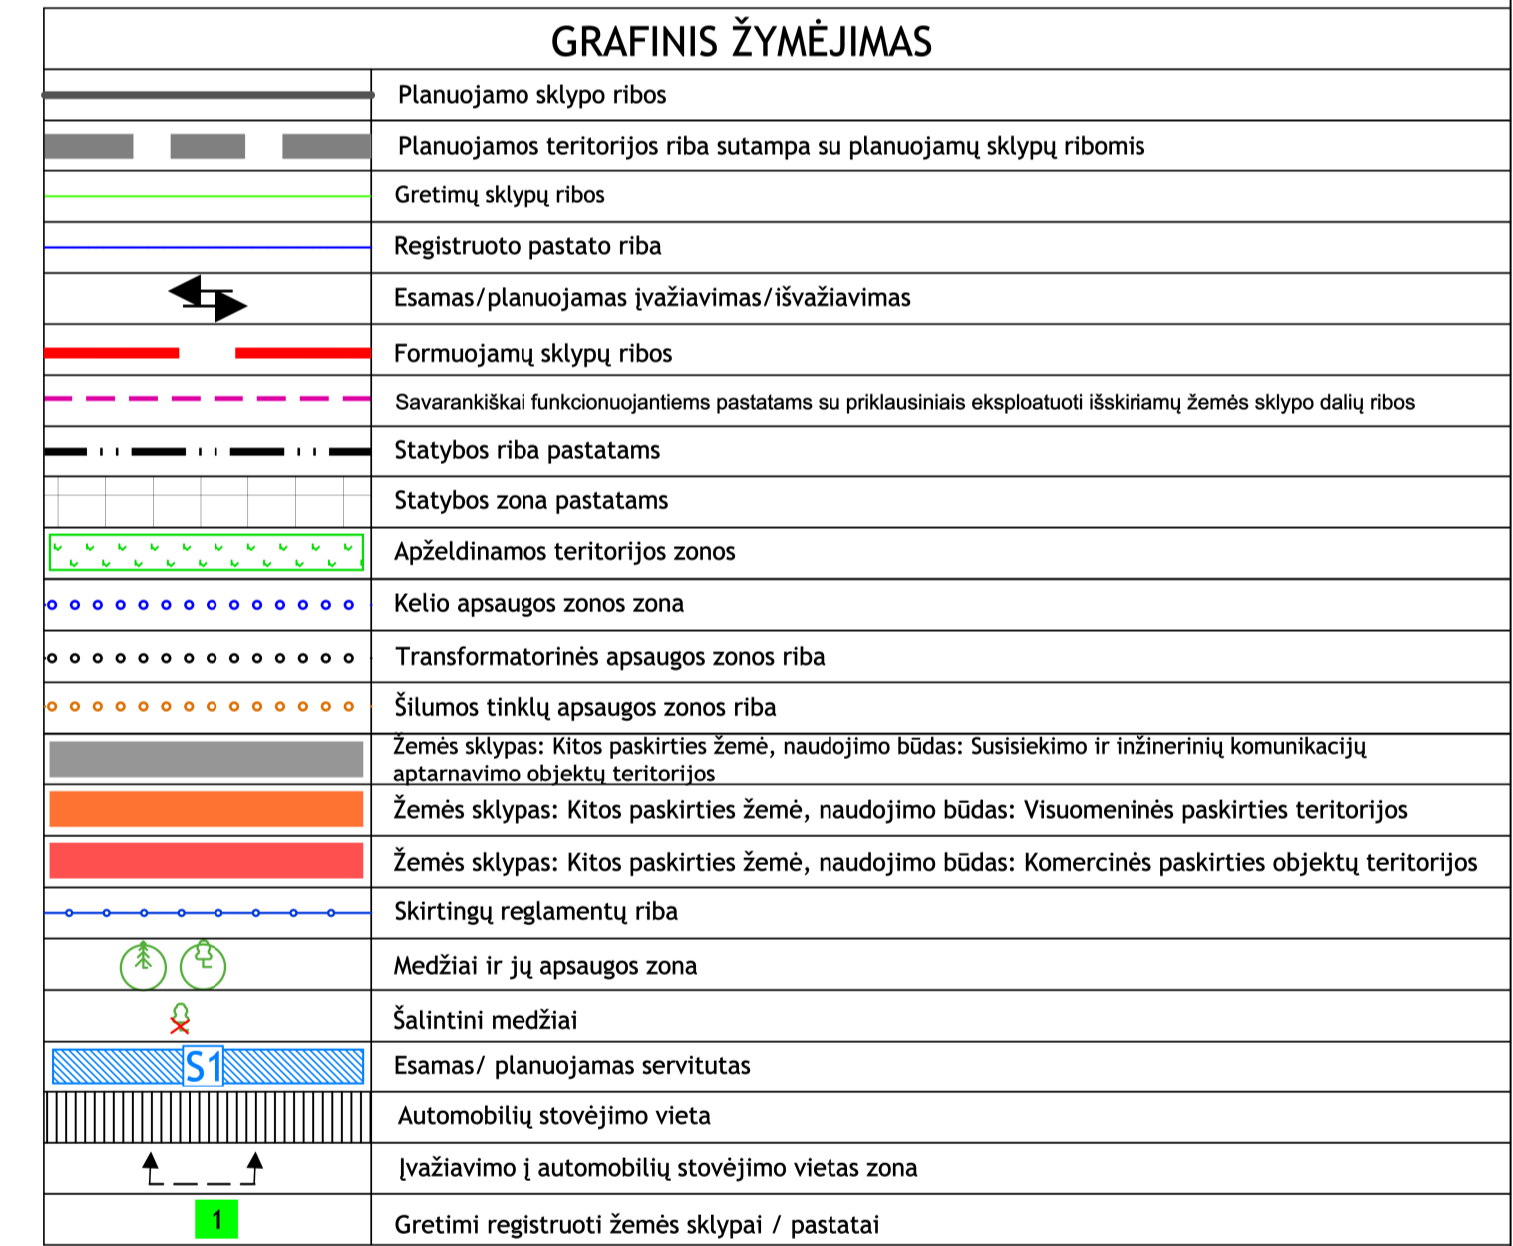 GRAFINIS ŽYMĖJIMAS
Planuojamo sklypo ribos
Planuojamos teritorijos riba sutampa su planuojamų sklypų ribomis
Gretimų sklypų ribos
Registruoto pastato riba
Esamas/planuojamas įvažiavimas/išvažiavimas
Formuojamų sklypų ribos
Savarankiškai funkcionuojantiems pastatams su priklausiniais eksploatuoti išskiriamų žemės sklypo dalių ribos
Statybos riba pastatams
Statybos zona pastatams
Apželdinamos teritorijos zonos
Kelio apsaugos zonos zona
Transformatorinės apsaugos zonos riba
Šilumos tinklų apsaugos zonos riba
Žemės sklypas: Kitos paskirties žemė, naudojimo būdas: Susisiekimo ir inžinerinių komunikacijų
aptarnavimo objektų teritorijos
Žemės sklypas: Kitos paskirties žemė, naudojimo būdas: Visuomeninės paskirties teritorijos
Žemės sklypas: Kitos paskirties žemė, naudojimo būdas: Komercinės paskirties objektų teritorijos
Skirtingų reglamentų riba
Medžiai ir jų apsaugos zona
Šalintini medžiai
S1 Esamas/ planuojamas servitutas
Automobilių stovėjimo vieta
Įvažiavimo į automobilių stovėjimo vietas zona
1 Gretimi registruoti žemės sklypai / pastatai